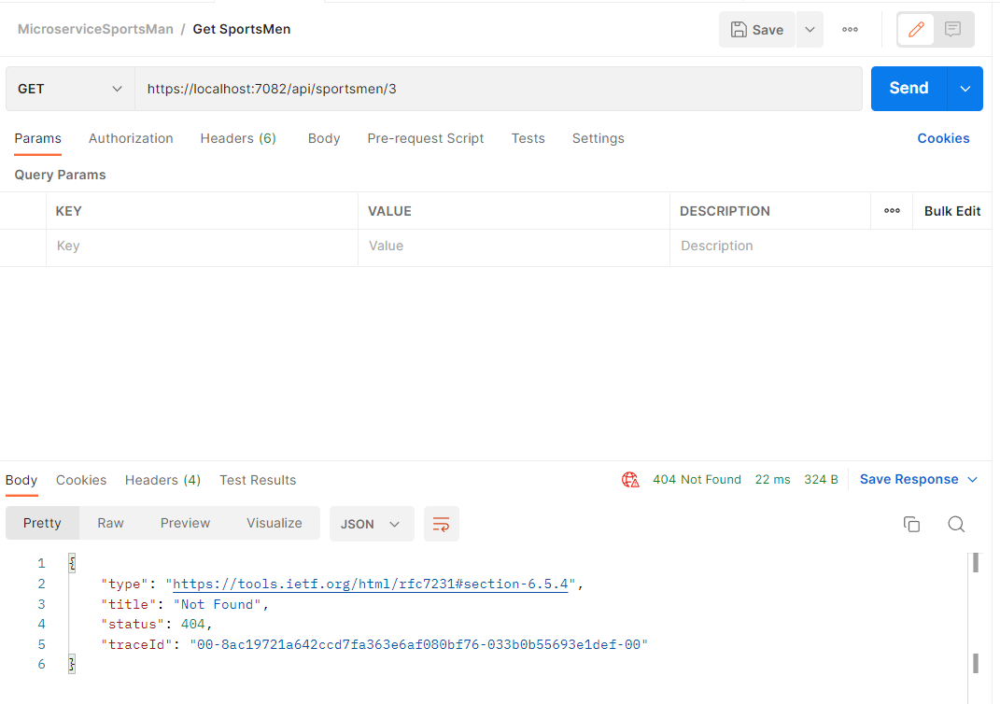 MicroserviceSportsMan / Get SportsMen Save
GET https://localhost:7082/api/sportsmen/3 Send
Params Authorization Headers (6) Body Pre-request Script Tests Settings Cookies
Query Params
KEY VALUE DESCRIPTION Bulk Edit
Key Value Description
Body Cookies Headers (4) Test Results 404 Not Found 22 ms 324 B Save Response
Pretty Raw Preview Visualize JSON
1 {
2 "type": "https://tools.ietf.org/html/rfc7231#section-6.5.4",
3 "title": "Not Found",
4 "status": 404,
5 "traceId": "00-8ac19721a642ccd7fa363e6af080bf76-033b0b55693e1def-00"
6 }